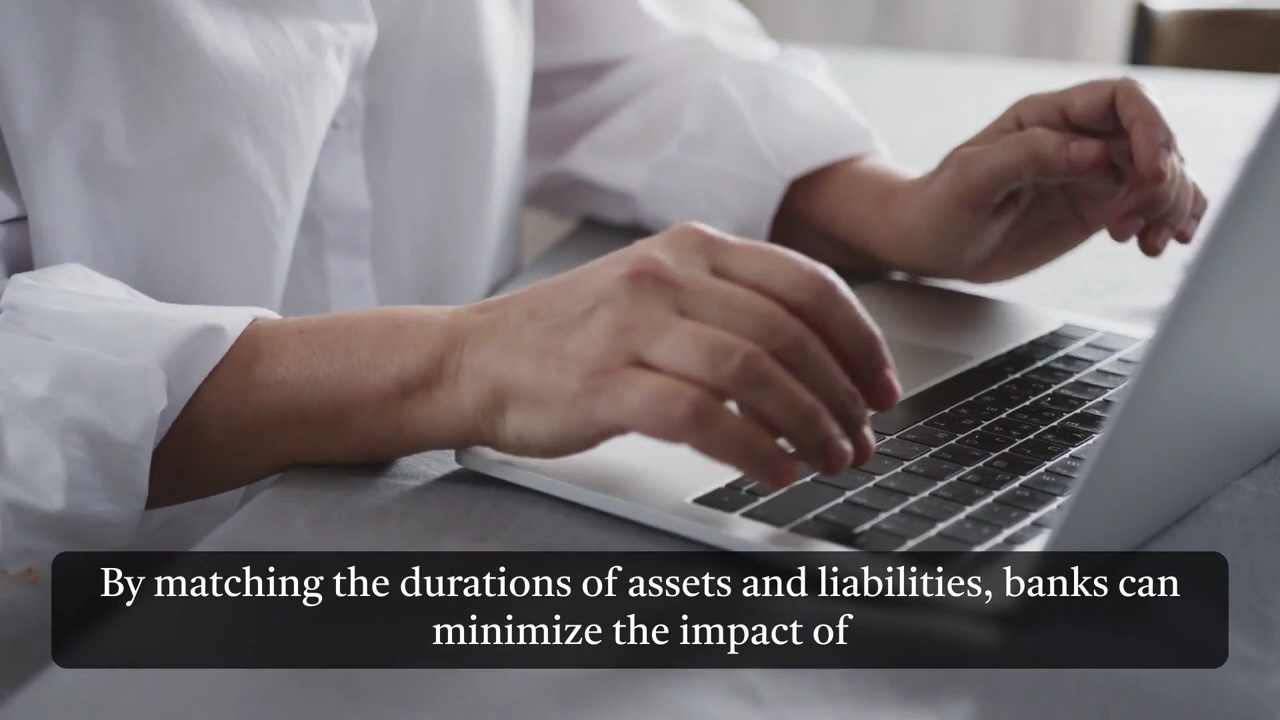 By matching the durations of assets and liabilities, banks can
minimize the impact of